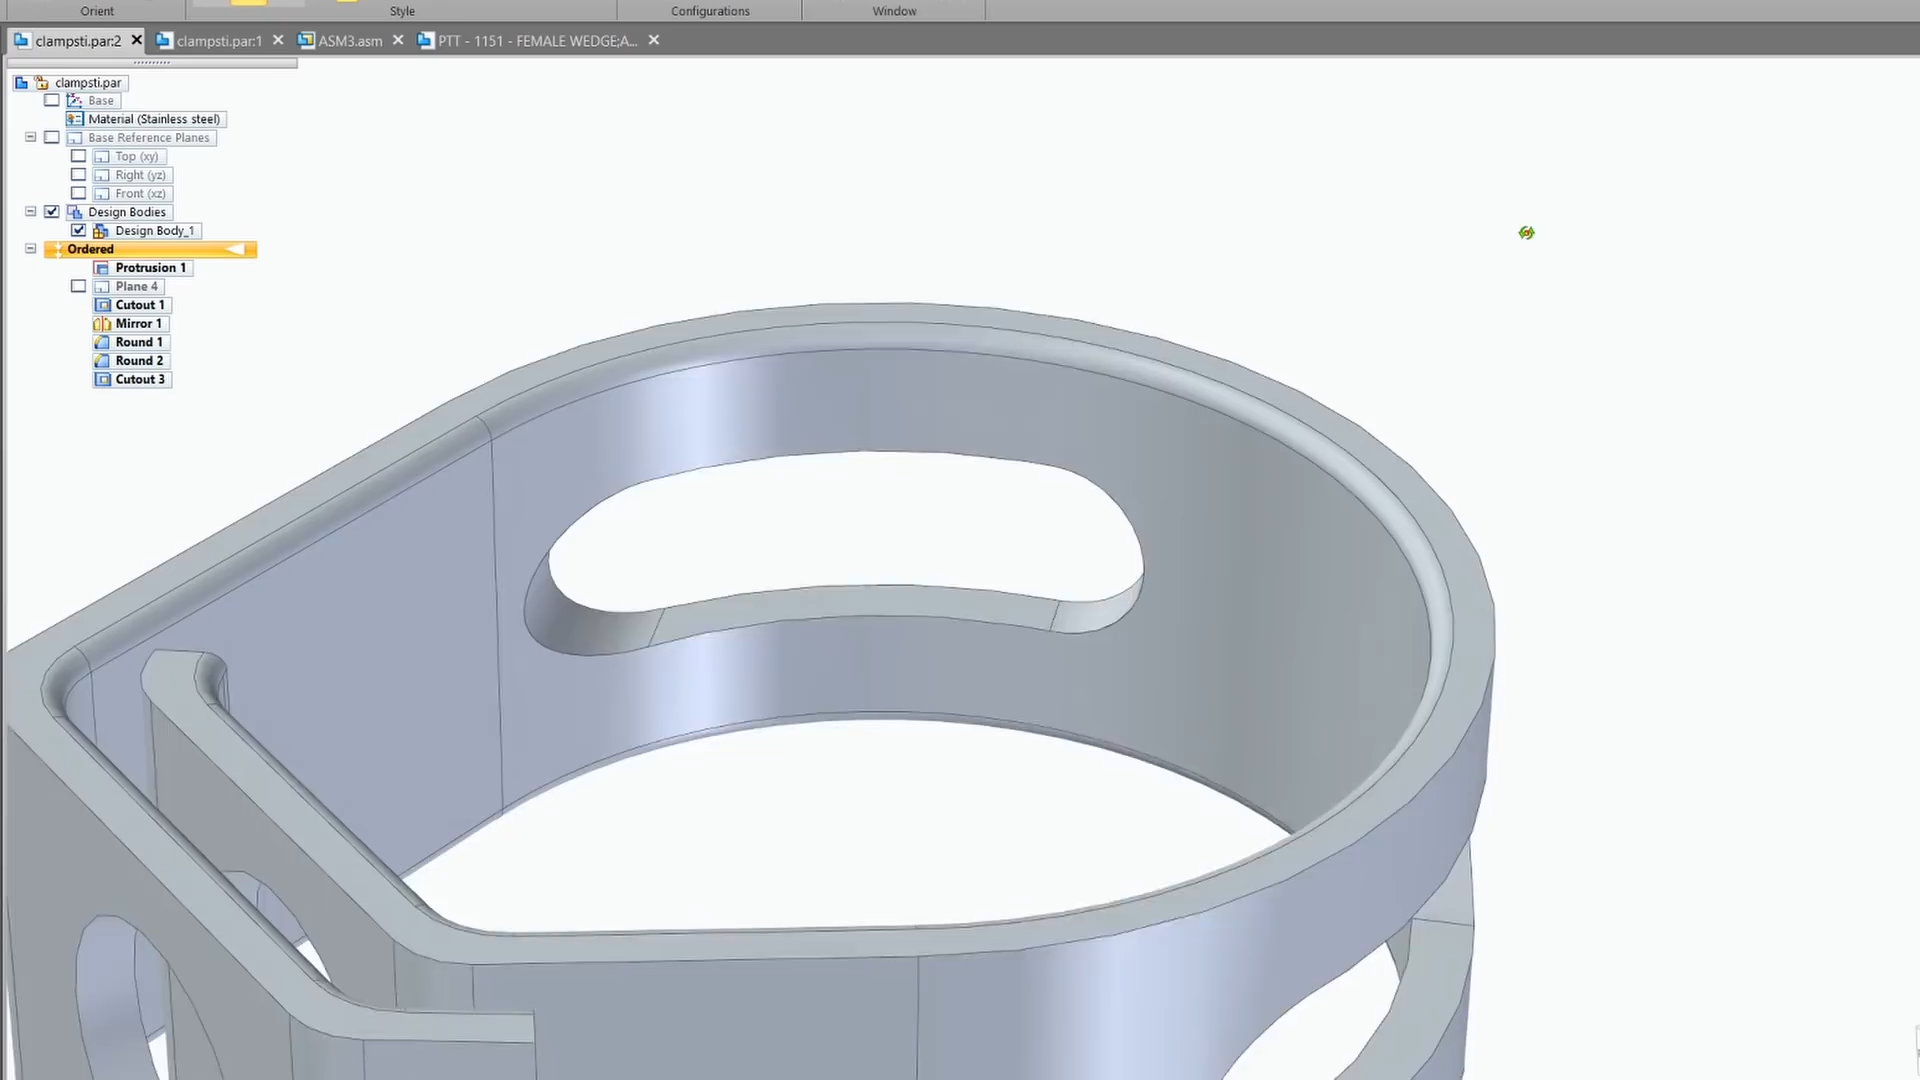 Orient Style Configurations Window
clampsti.par:2 clampsti.par:1 ASM3.asm PTT - 1151 - FEMALE WEDGE;A...
clampsti.par
Base
Material (Stainless steel)
Base Reference Planes
Top (xy)
Right (yz)
Front (xz)
Design Bodies
Design Body_1
Ordered
Protrusion 1
Plane 4
Cutout 1
Mirror 1
Round 1
Round 2
Cutout 3